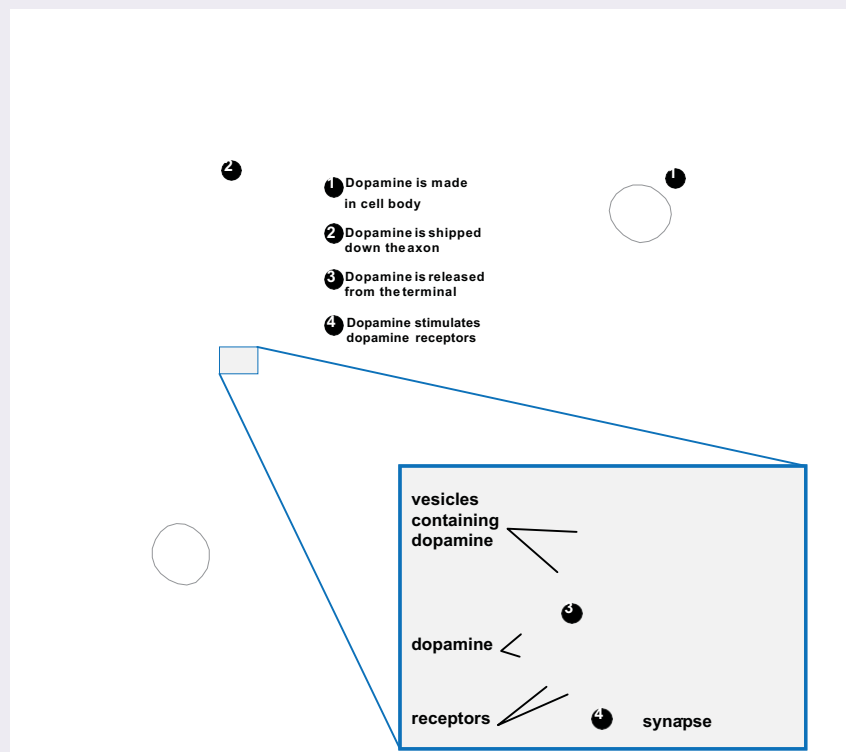 2
1
1 Dopamine is made
in cell body
2 Dopamine is shipped
down the axon
3 Dopamine is released
from the terminal
4 Dopamine stimulates
dopamine receptors
vesicles
containing
dopamine
3
dopamine
receptors
4
synapse